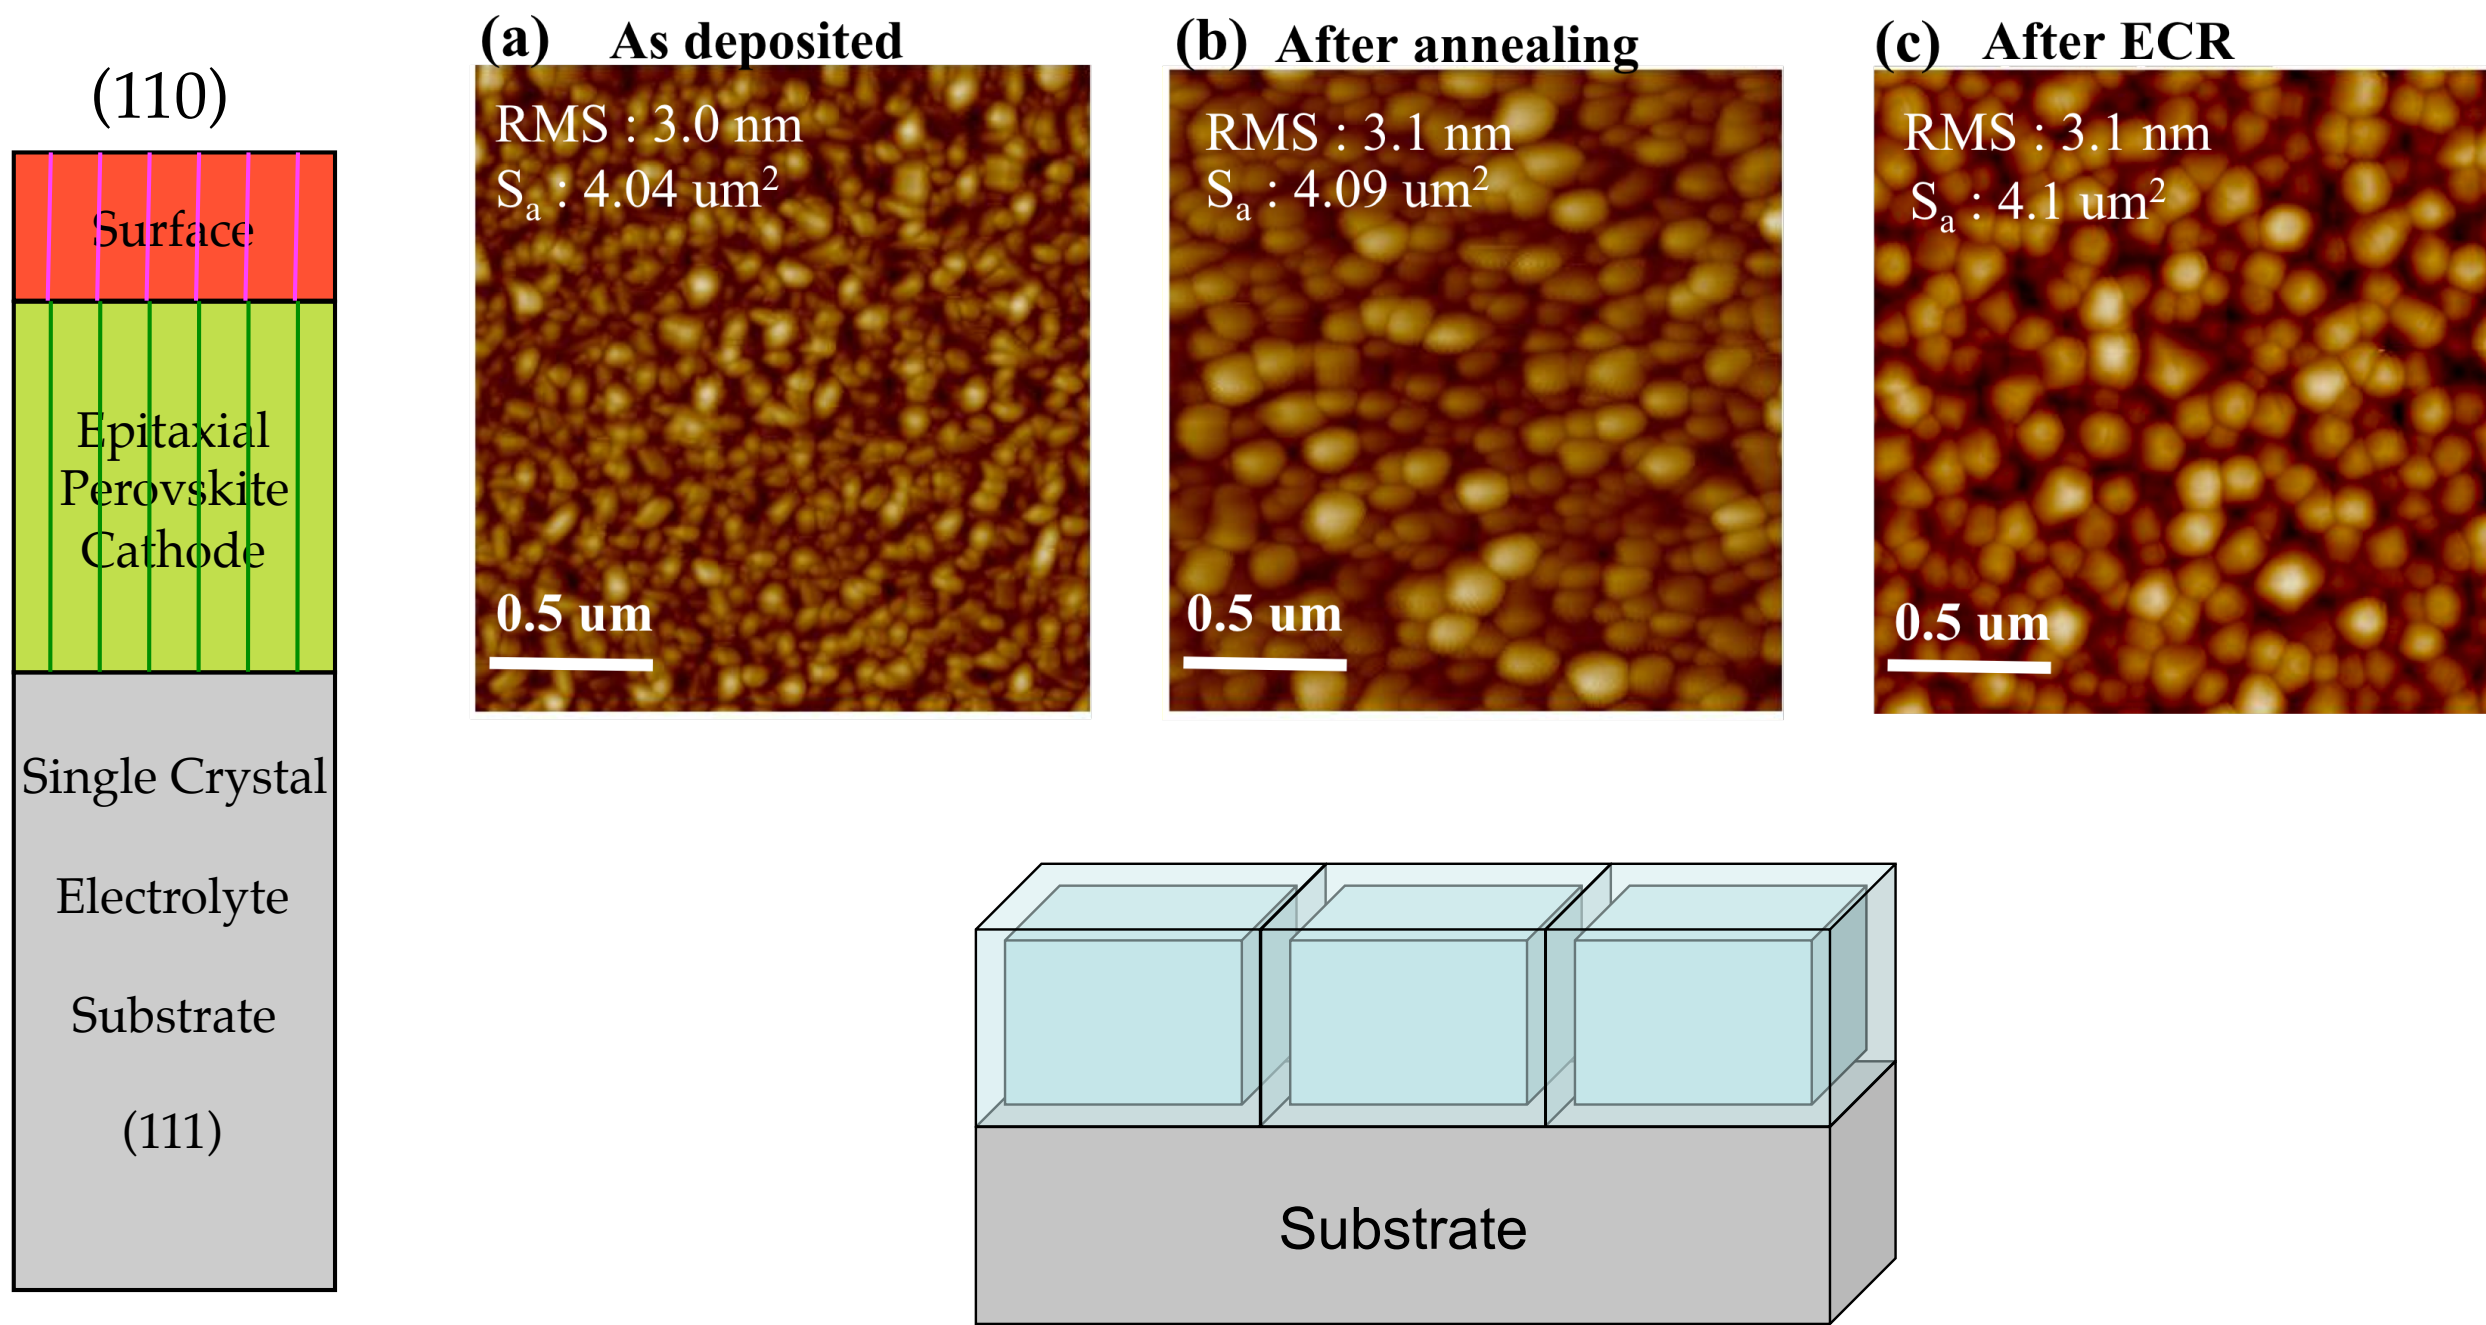 (110)
Surface
Epitaxial
Perovskite
Cathode
Single Crystal
Electrolyte
Substrate
(111)
(a) As deposited
RMS : 3.0 nm
Sa : 4.04 um²
0.5 um
(b) After annealing
RMS : 3.1 nm
Sa : 4.09 um²
0.5 um
(c) After ECR
RMS : 3.1 nm
Sa : 4.1 um²
0.5 um
Substrate